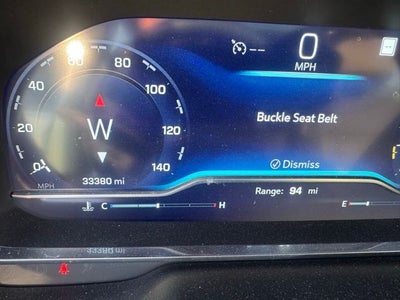 0
MPH
60 80
40 100
W
20 120
0 140
MPH
33380 mi
Buckle Seat Belt
Dismiss
Range: 94 mi
C H E